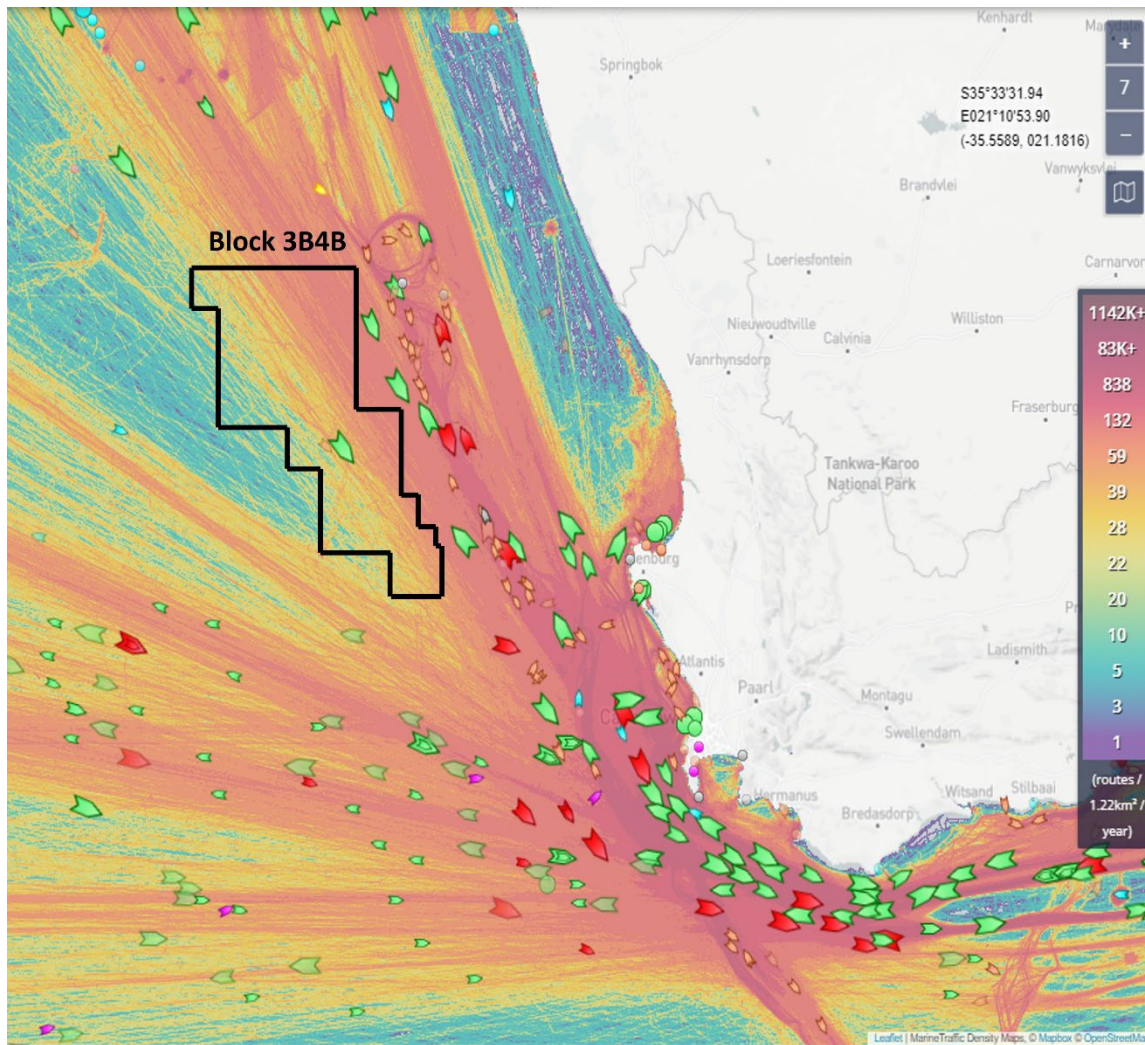 Kenhardt
Marydale
Springbok
+
7
−
S35°33'31.94
E021°10'53.90
(-35.5589, 021.1816)
Vanwyksvlei
Brandvlei
Block 3B4B
Loeriesfontein
Carnarvon
1142K+
83K+
838
132
59
39
28
22
20
10
5
3
1
(routes /
1.22km² /
year)
Williston
Nieuwoudtville
Calvinia
Vanrhynsdorp
Fraserburg
Tankwa-Karoo
National Park
Ladismith
Atlantis
Paarl
Montagu
Swellendam
Hermanus
Witsand
Stilbaai
Bredasdorp
Leaflet | MarineTraffic Density Maps, © Mapbox © OpenStreetMa